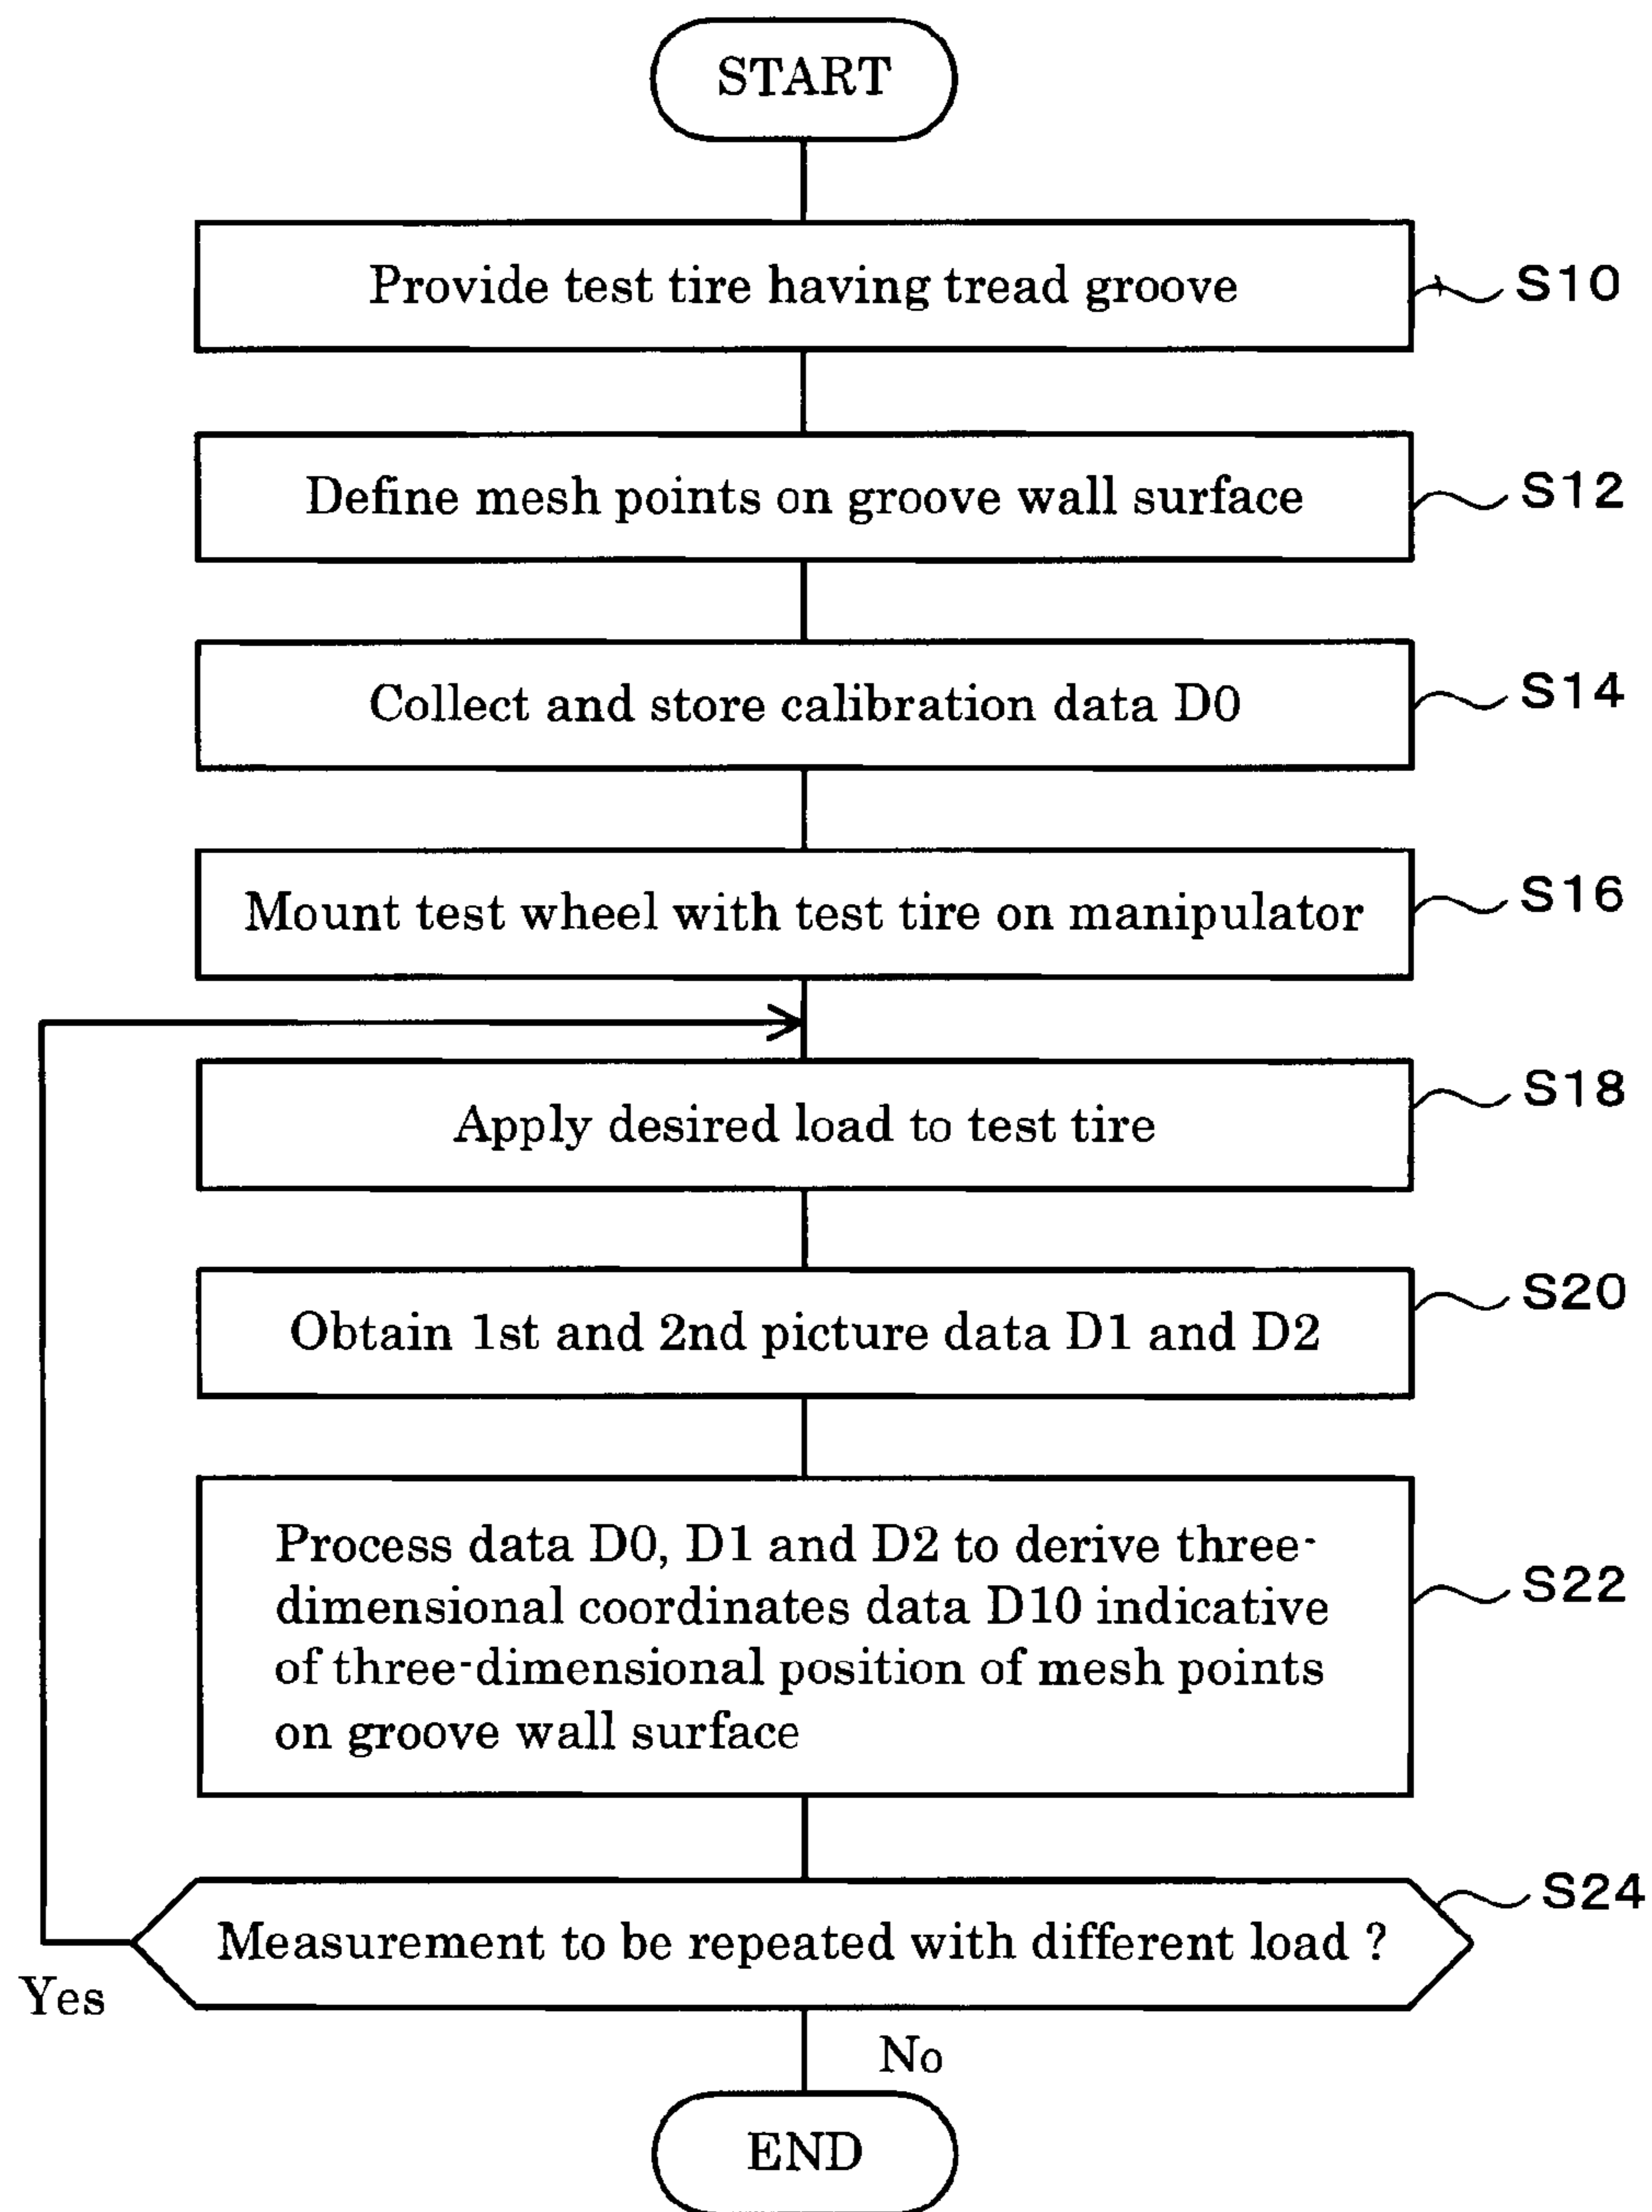 START
Provide test tire having tread groove
S10
Define mesh points on groove wall surface
S12
Collect and store calibration data D0
S14
Mount test wheel with test tire on manipulator
S16
Apply desired load to test tire
S18
Obtain 1st and 2nd picture data D1 and D2
S20
Process data D0, D1 and D2 to derive three-
dimensional coordinates data D10 indicative
of three-dimensional position of mesh points
on groove wall surface
S22
Measurement to be repeated with different load ?
S24
Yes
No
END